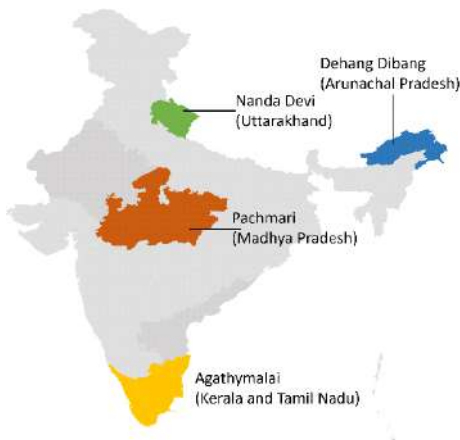 Dehang Dibang
(Arunachal Pradesh)
Nanda Devi
(Uttarakhand)
Pachmari
(Madhya Pradesh)
Agathymalai
(Kerala and Tamil Nadu)